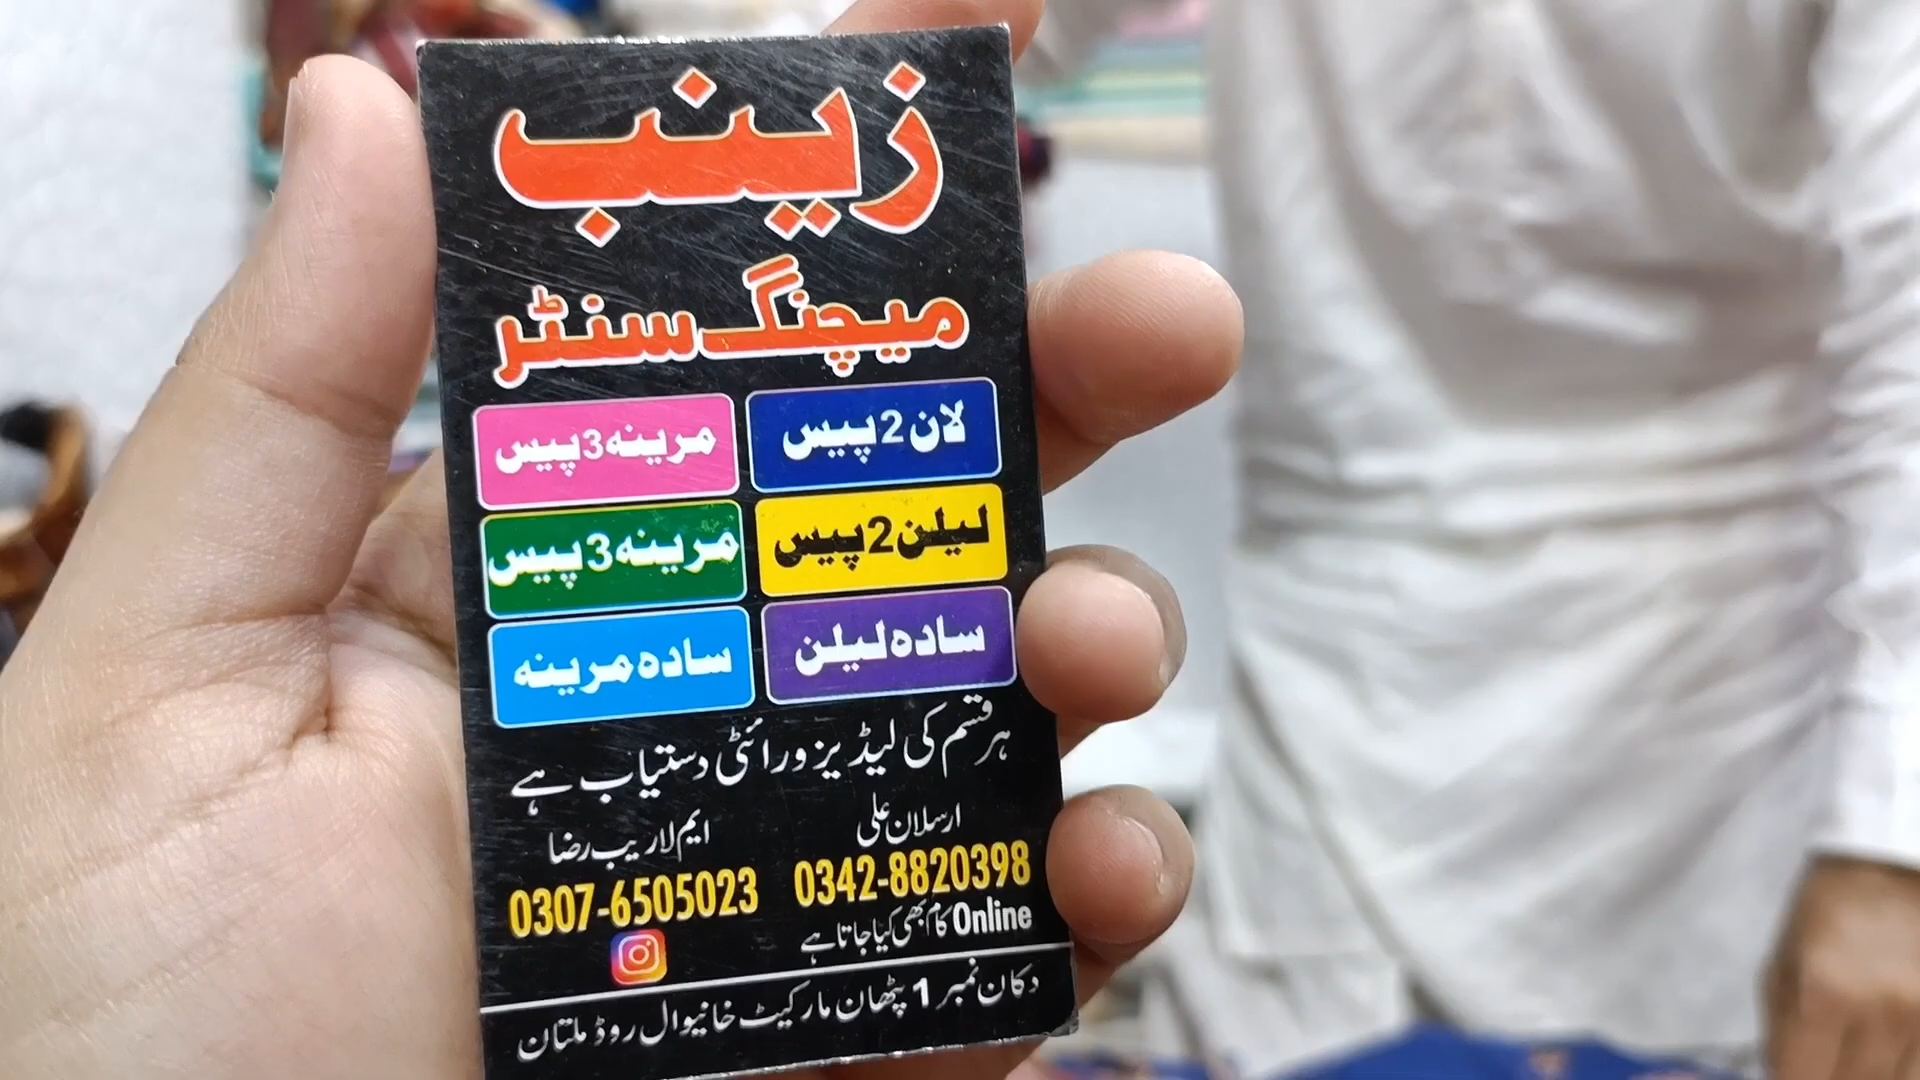 زینب
میچنگ سنٹر
لان 2 پیس
مرینہ 3 پیس
لیلن 2 پیس
مرینہ 3 پیس
سادہ لیلن
سادہ مرینہ
ہر قسم کی لیڈیز ورائٹی دستیاب ہے
ارسلان علی
0342-8820398
ایم لاریب رضا
0307-6505023
Online کام بھی کیا جاتا ہے
دکان نمبر 1 پٹھان مارکیٹ خانیوال روڈ ملتان